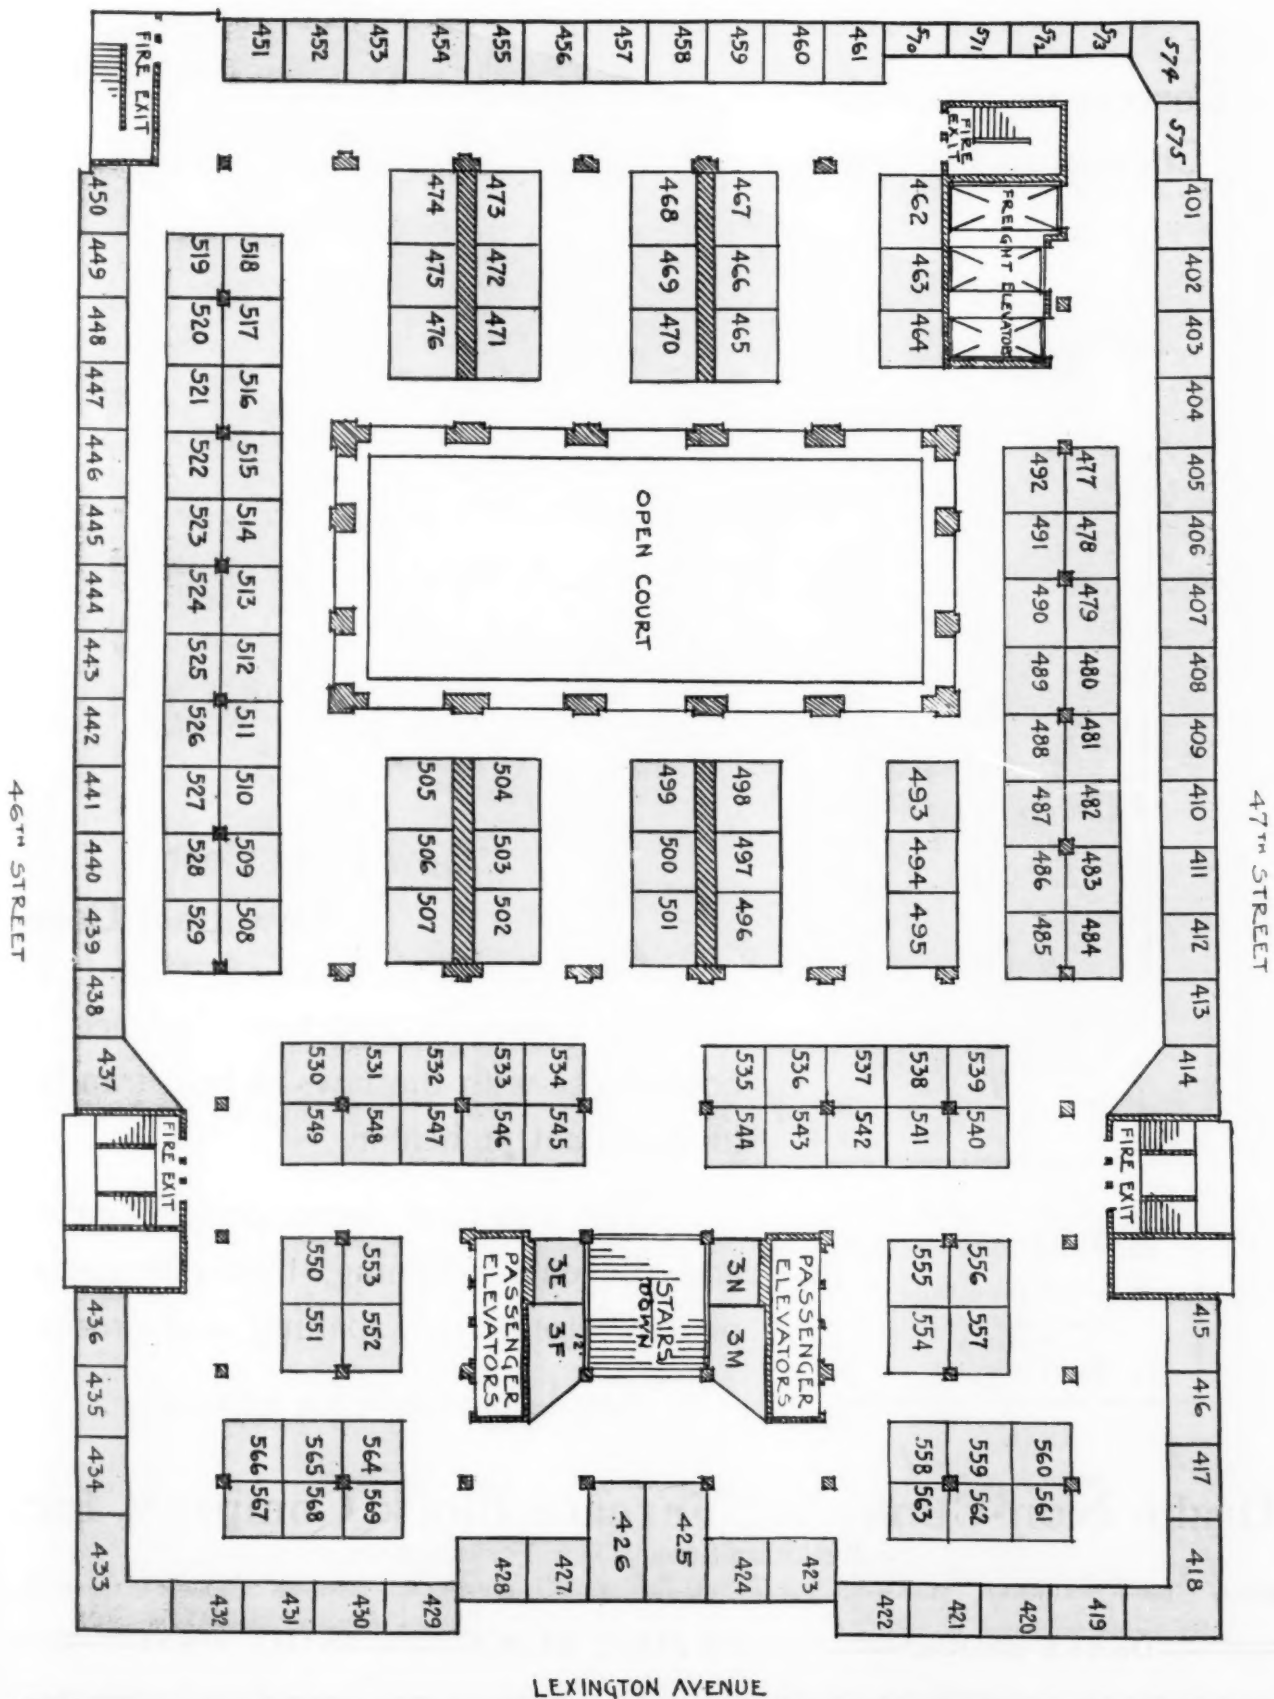 451 452 453 454 455 456 457 458 459 460 461 570 571 572 573 574
575
FIRE EXIT
FIRE EXIT
FREIGHT ELEVATOR
450 449 448 447 446 445 444 443 442 441 440 439 438 437
519 520 521 522 523 524 525 526 527 528 529
518 517 516 515 514 513 512 511 510 509 508
474 475 476
473 472 471
468 469 470
467 466 465
462 463 464
401 402 403 404 405 406 407 408 409 410 411 412 413 414
492 491 490 489 488 487 486 485
477 478 479 480 481 482 483 484
OPEN COURT
505 506 507
504 503 502
499 500 501
498 497 496
493 494 495
46TH STREET
47TH STREET
530 531 532 533 534
549 548 547 546 545
535 536 537 538 539
544 543 542 541 540
FIRE EXIT
FIRE EXIT
550 553
551 552
PASSENGER
ELEVATORS
3E
3F
12'
STAIRS
DOWN
3N
3M
PASSENGER
ELEVATORS
555 556
554 557
436 435 434 433
415 416 417 418
566 565 564
567 568 569
558 559 560
563 562 561
432 431 430 429 428 427 426 425 424 423 422 421 420 419
LEXINGTON AVENUE